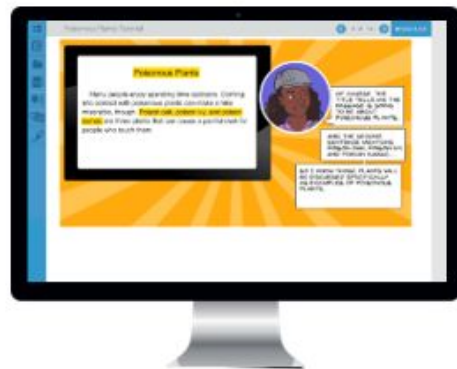 Poisonous Plants Tutorial
Poisonous Plants
Many people enjoy spending time outdoors. Coming
into contact with poisonous plants can make a hike
miserable, though. Poison oak, poison ivy, and poison
sumac are three plants that can cause a painful rash for
people who touch them.
OF COURSE THE
TITLE TELLS ME THE
PASSAGE IS GOING
TO BE ABOUT
POISONOUS PLANTS.
AND THE SECOND
SENTENCE MENTIONS
POISON OAK, POISON IVY,
AND POISON SUMAC.
SO I KNOW THESE PLANTS WILL
BE DISCUSSED SPECIFICALLY
AS EXAMPLES OF POISONOUS
PLANTS.